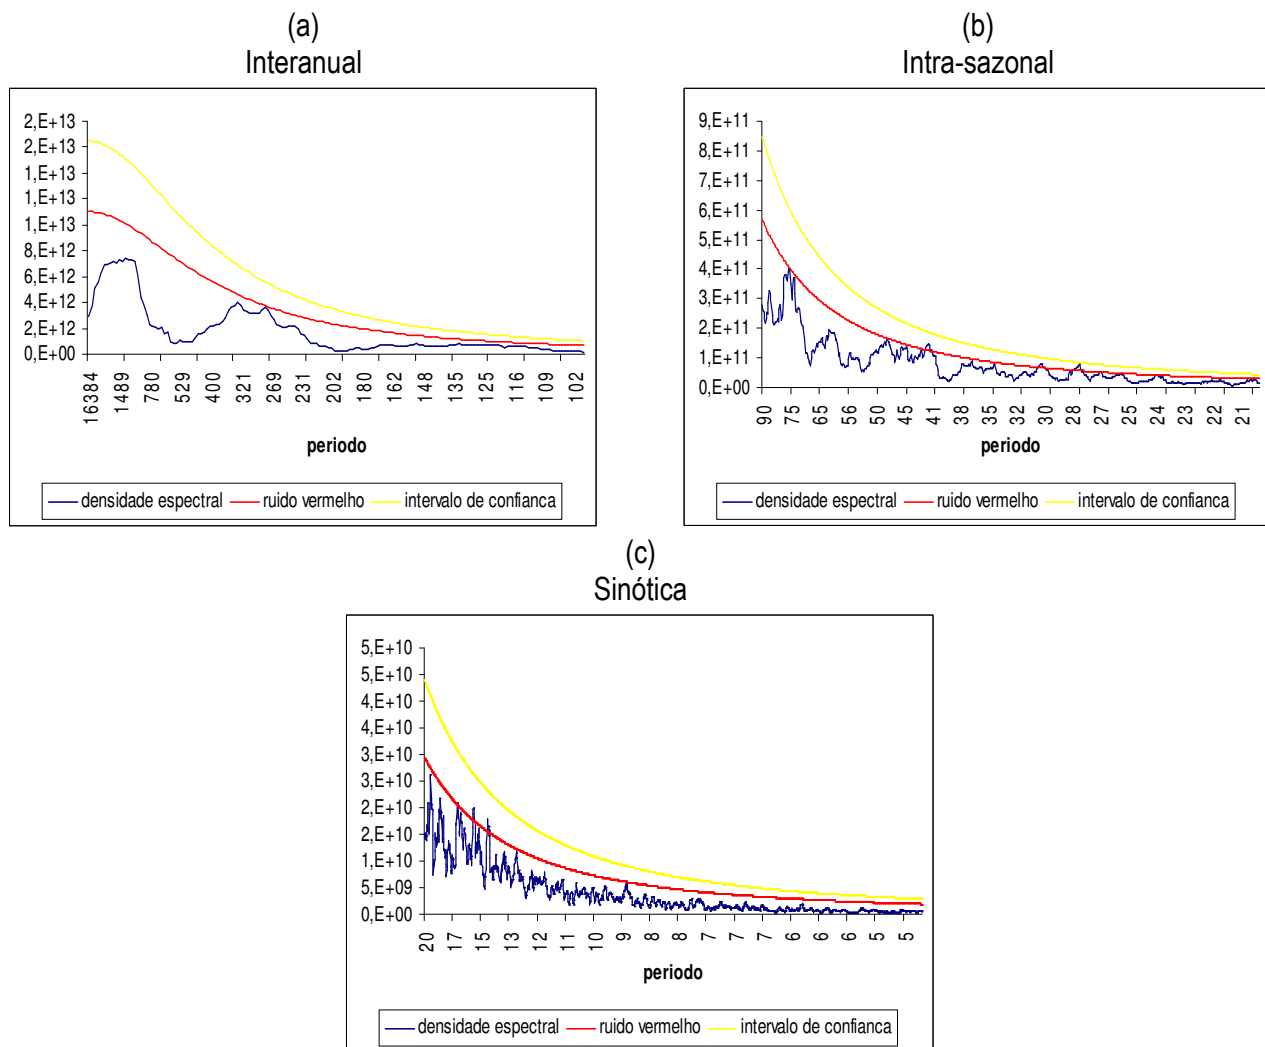 (a)
Interanual
2,E+13
2,E+13
1,E+13
1,E+13
1,E+13
8,E+12
6,E+12
4,E+12
2,E+12
0,E+00
16384
1489
780
529
400
321
269
231
202
180
162
148
135
125
116
109
102
periodo
densidade espectral
ruido vermelho
intervalo de confianca
(b)
Intra-sazonal
9,E+11
8,E+11
7,E+11
6,E+11
5,E+11
4,E+11
3,E+11
2,E+11
1,E+11
0,E+00
90
75
65
56
50
45
41
38
35
32
30
28
27
25
24
23
22
21
periodo
densidade espectral
ruido vermelho
intervalo de confianca
(c)
Sinótica
5,E+10
5,E+10
4,E+10
4,E+10
3,E+10
3,E+10
2,E+10
2,E+10
1,E+10
5,E+09
0,E+00
20
17
15
13
12
11
10
9
8
8
7
7
7
6
6
6
5
5
periodo
densidade espectral
ruido vermelho
intervalo de confianca